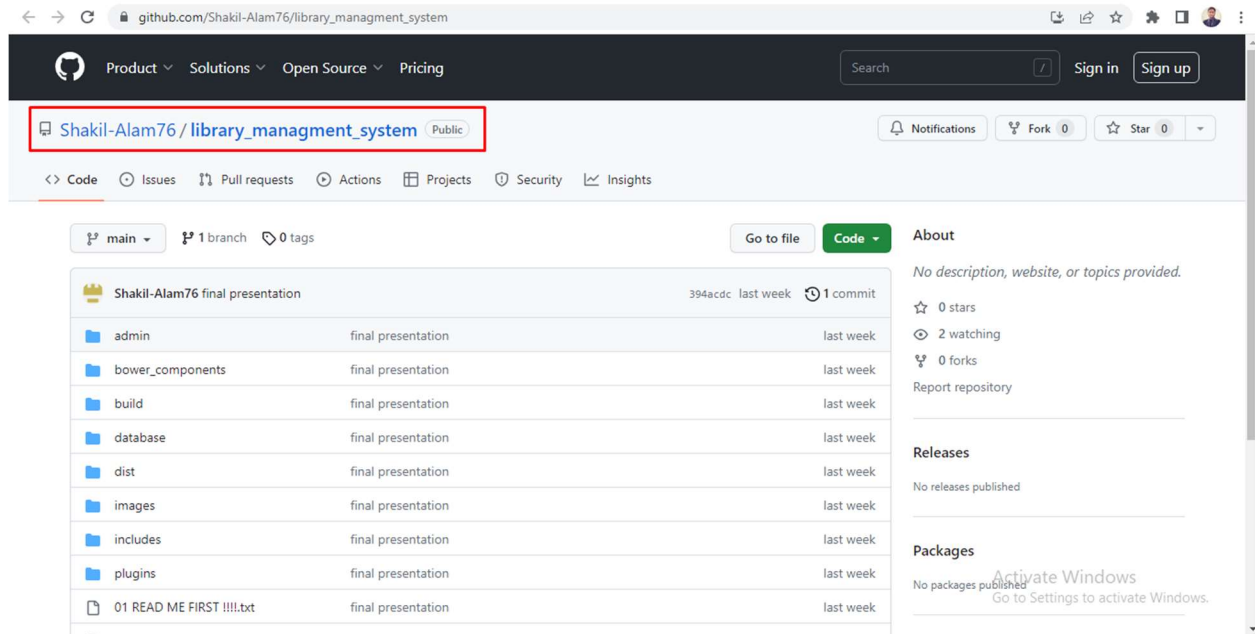 github.com/Shakil-Alam76/library_managment_system
Product Solutions Open Source Pricing Search / Sign in Sign up
Shakil-Alam76 / library_managment_system Public Notifications Fork 0 Star 0
Code Issues Pull requests Actions Projects Security Insights
main 1 branch 0 tags Go to file Code
Shakil-Alam76 final presentation 394acdc last week 1 commit
admin final presentation last week
bower_components final presentation last week
build final presentation last week
database final presentation last week
dist final presentation last week
images final presentation last week
includes final presentation last week
plugins final presentation last week
01 READ ME FIRST !!!!.txt final presentation last week
About
No description, website, or topics provided.
0 stars
2 watching
0 forks
Report repository
Releases
No releases published
Packages
No packages published
Activate Windows
Go to Settings to activate Windows.